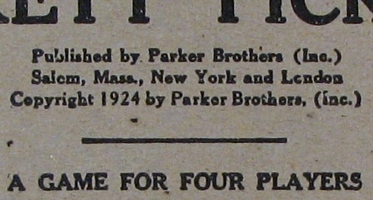 Published by Parker Brothers (Inc.)
Salem, Mass., New York and London
Copyright 1924 by Parker Brothers, (Inc.)
A GAME FOR FOUR PLAYERS